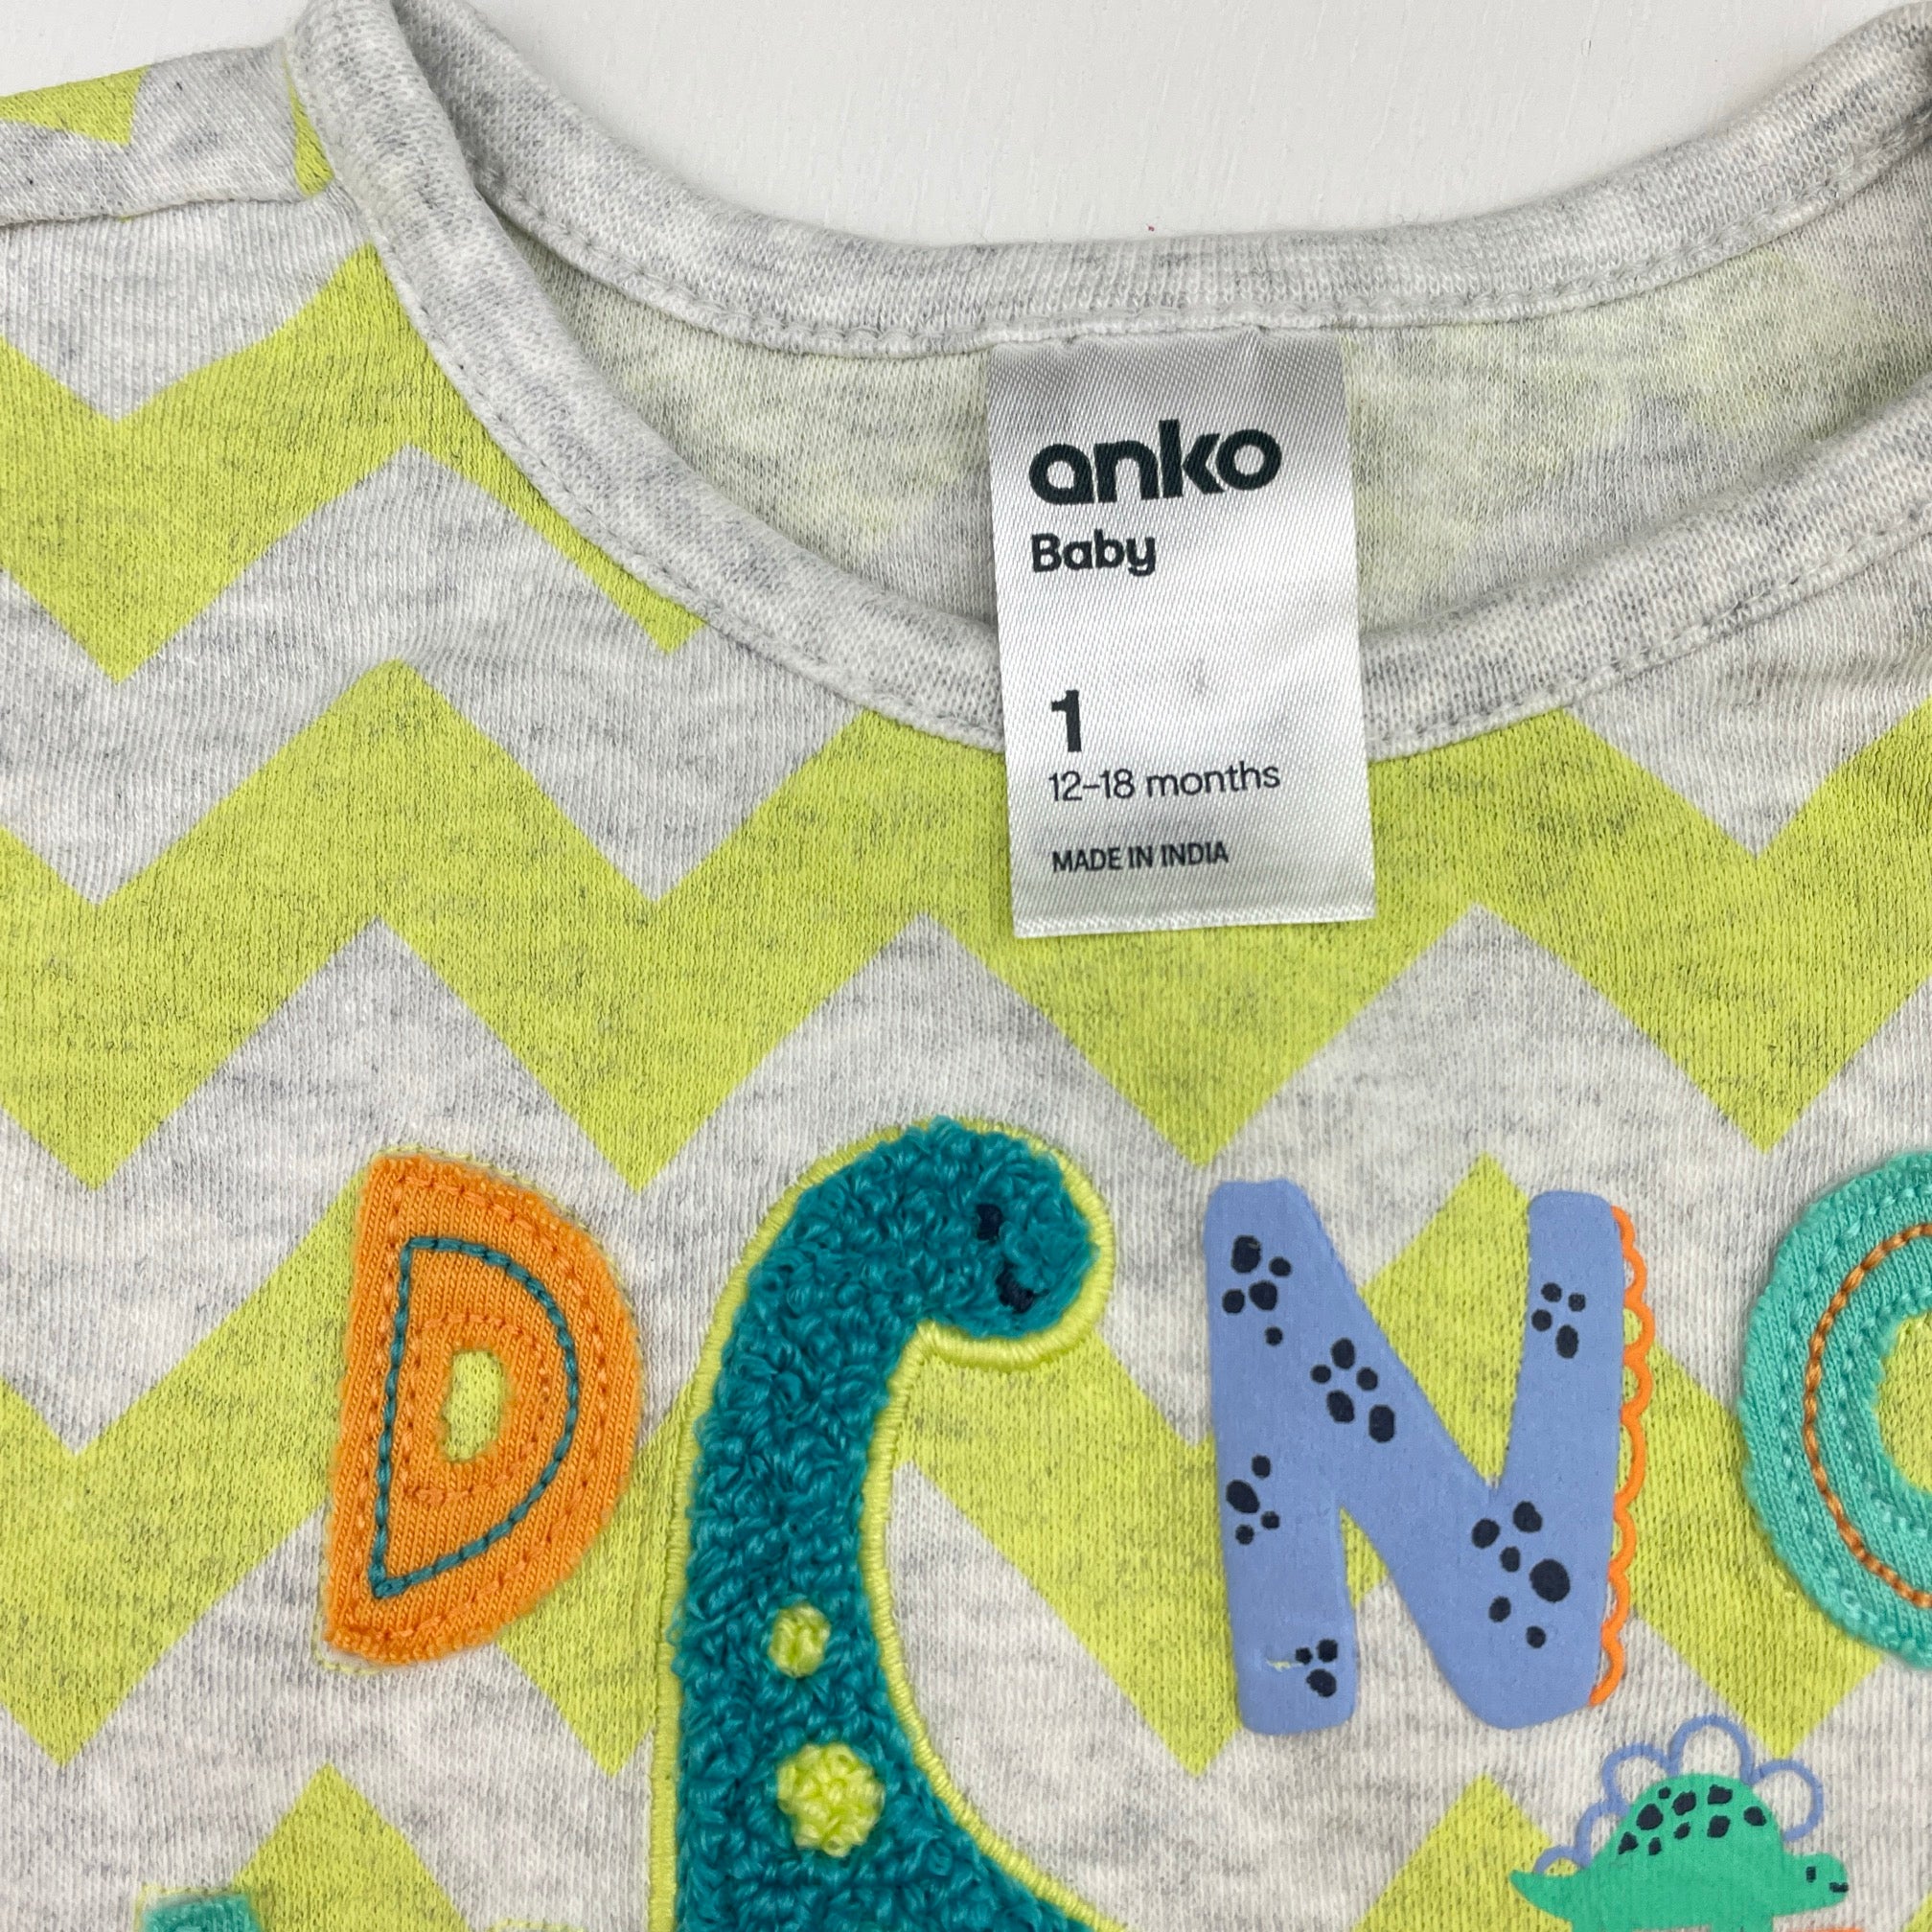 anko
Baby
1
12–18 months
MADE IN INDIA
D N O